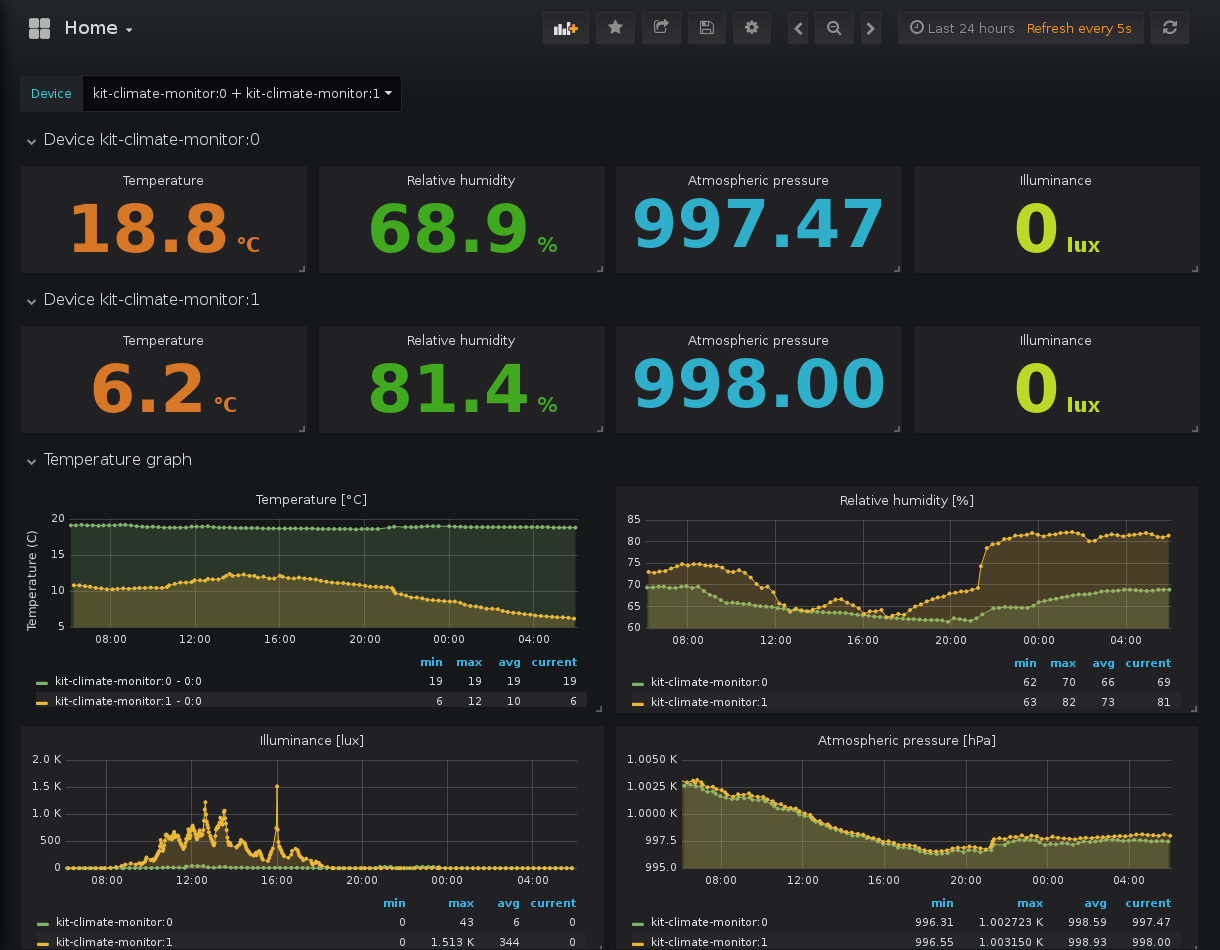 Home
Last 24 hours Refresh every 5s
Device kit-climate-monitor:0 + kit-climate-monitor:1
Device kit-climate-monitor:0
Temperature
18.8 °C
Relative humidity
68.9 %
Atmospheric pressure
997.47
Illuminance
0 lux
Device kit-climate-monitor:1
Temperature
6.2 °C
Relative humidity
81.4 %
Atmospheric pressure
998.00
Illuminance
0 lux
Temperature graph
Temperature [°C]
Temperature (C)
20
15
10
5
08:00 12:00 16:00 20:00 00:00 04:00
min max avg current
kit-climate-monitor:0 - 0:0 19 19 19 19
kit-climate-monitor:1 - 0:0 6 12 10 6
Relative humidity [%]
85
80
75
70
65
60
08:00 12:00 16:00 20:00 00:00 04:00
min max avg current
kit-climate-monitor:0 62 70 66 69
kit-climate-monitor:1 63 82 73 81
Illuminance [lux]
2.0 K
1.5 K
1.0 K
500
0
08:00 12:00 16:00 20:00 00:00 04:00
min max avg current
kit-climate-monitor:0 0 43 6 0
kit-climate-monitor:1 0 1.513 K 344 0
Atmospheric pressure [hPa]
1.0050 K
1.0025 K
1.0000 K
997.5
995.0
08:00 12:00 16:00 20:00 00:00 04:00
min max avg current
kit-climate-monitor:0 996.31 1.002723 K 998.59 997.47
kit-climate-monitor:1 996.55 1.003150 K 998.93 998.00